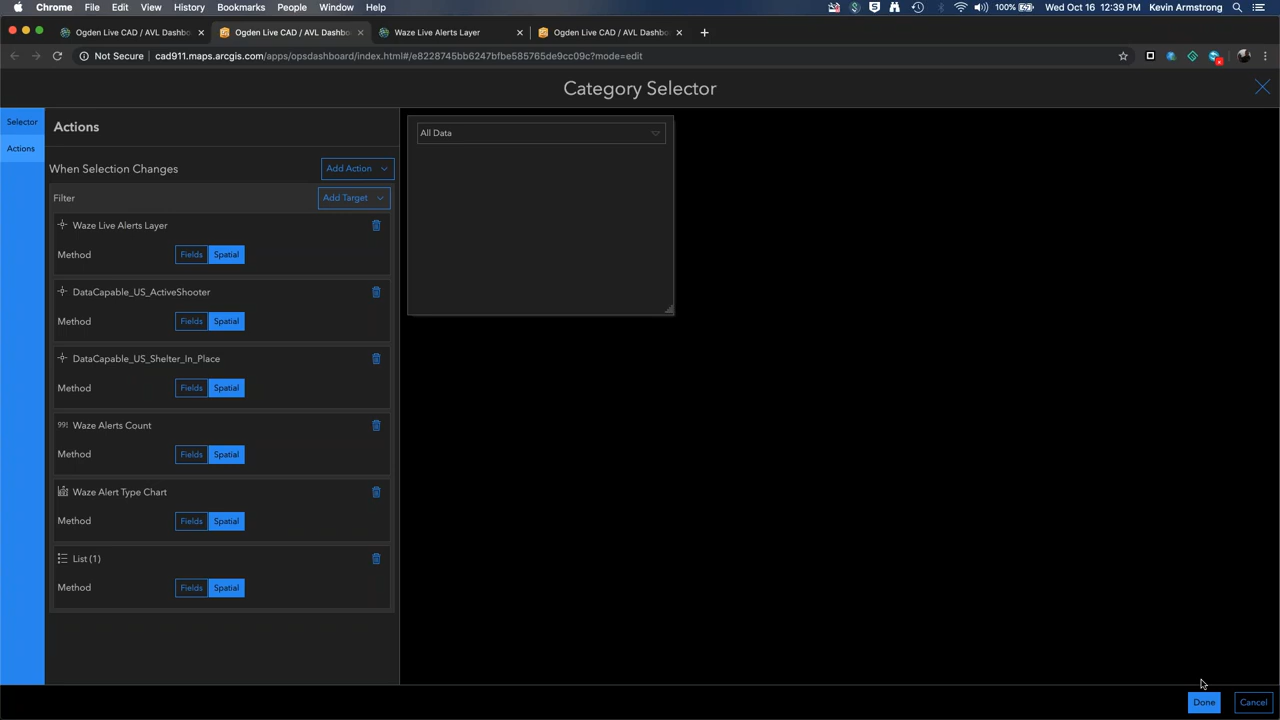 Chrome File Edit View History Bookmarks People Window Help 100% Wed Oct 16 12:39 PM Kevin Armstrong
Ogden Live CAD / AVL Dashbo × Ogden Live CAD / AVL Dashbo × Waze Live Alerts Layer × Ogden Live CAD / AVL Dashbo × +
Not Secure cad911.maps.arcgis.com/apps/opsdashboard/index.html#/e8228745bb6247bfbe585765de9cc09c?mode=edit
Category Selector
Selector
Actions
Actions
When Selection Changes Add Action
Filter Add Target
Waze Live Alerts Layer
Method Fields Spatial
DataCapable_US_ActiveShooter
Method Fields Spatial
DataCapable_US_Shelter_In_Place
Method Fields Spatial
99! Waze Alerts Count
Method Fields Spatial
Waze Alert Type Chart
Method Fields Spatial
List (1)
Method Fields Spatial
All Data
Done Cancel